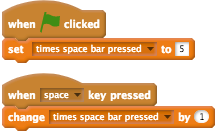 when clicked
set times space bar pressed to 5
when space key pressed
change times space bar pressed by 1